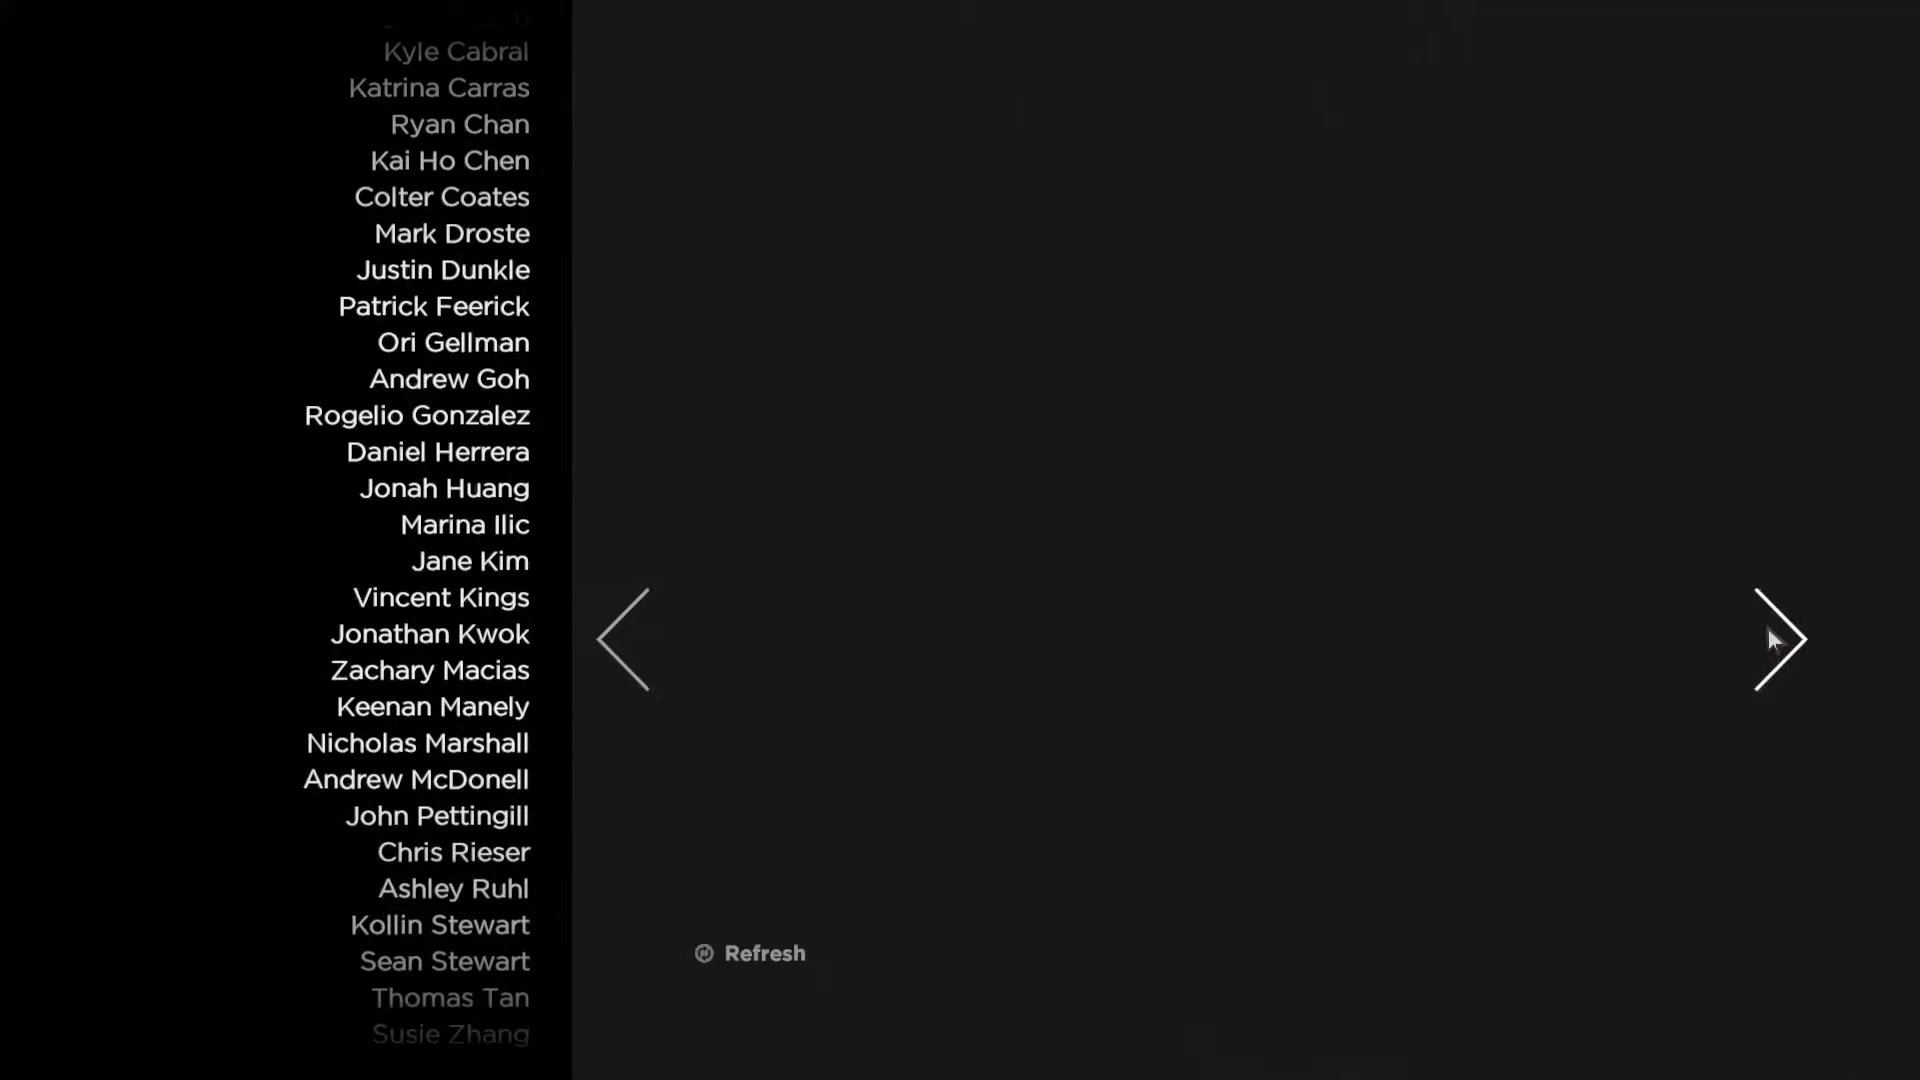 Kyle Cabral
Katrina Carras
Ryan Chan
Kai Ho Chen
Colter Coates
Mark Droste
Justin Dunkle
Patrick Feerick
Ori Gellman
Andrew Goh
Rogelio Gonzalez
Daniel Herrera
Jonah Huang
Marina Ilic
Jane Kim
Vincent Kings
Jonathan Kwok
Zachary Macias
Keenan Manely
Nicholas Marshall
Andrew McDonell
John Pettingill
Chris Rieser
Ashley Ruhl
Kollin Stewart
Sean Stewart
Thomas Tan
Susie Zhang
Refresh